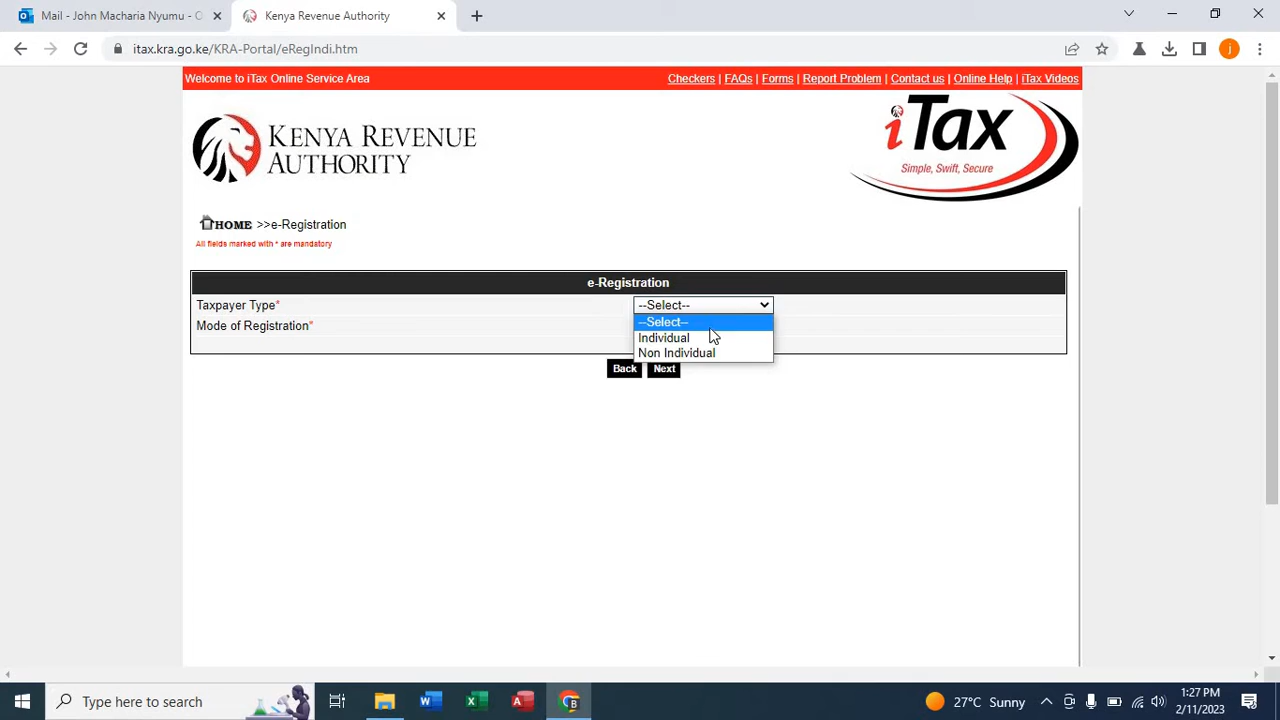 Mail - John Macharia Nyumu - O
Kenya Revenue Authority
itax.kra.go.ke/KRA-Portal/eRegIndi.htm
j
Welcome to iTax Online Service Area
Checkers | FAQs | Forms | Report Problem | Contact us | Online Help | iTax Videos
KENYA REVENUE
AUTHORITY
iTax
Simple, Swift, Secure
HOME >>e-Registration
All fields marked with * are mandatory
e-Registration
Taxpayer Type*
--Select--
--Select--
Individual
Non Individual
Mode of Registration*
Back
Next
Type here to search
27°C Sunny
1:27 PM
2/11/2023